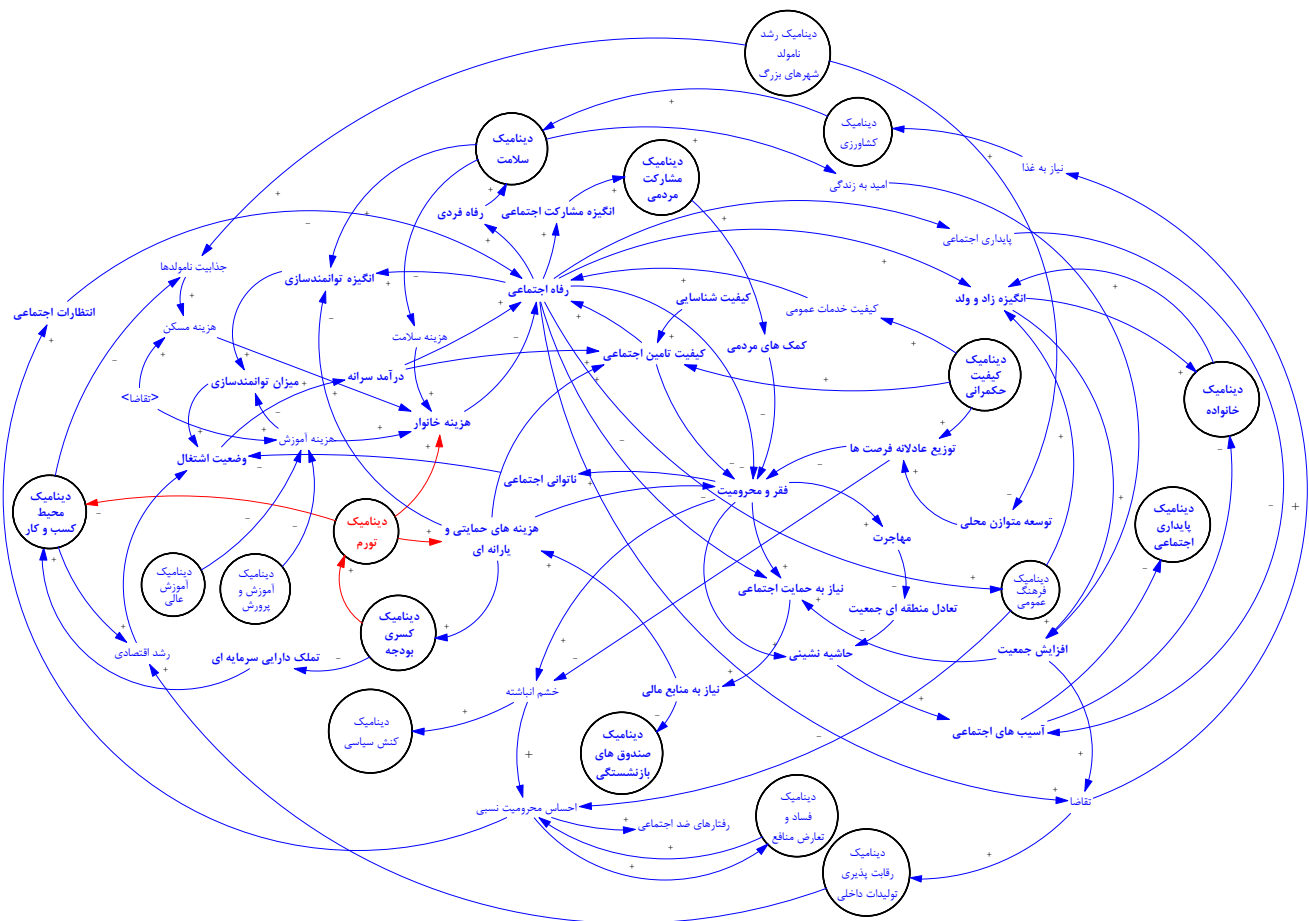 دینامیک رشد
نامولد
شهرهای بزرگ
دینامیک
کشاورزی
دینامیک
سلامت
دینامیک
مشارکت
مردمی
نیاز به غذا
امید به زندگی
انگیزه مشارکت اجتماعی
رفاه فردی
پایداری اجتماعی
جذابیت نامولدها
انگیزه توانمندسازی
رفاه اجتماعی
کیفیت شناسایی
انگیزه زاد و ولد
انتظارات اجتماعی
هزینه مسکن
کیفیت خدمات عمومی
هزینه سلامت
کمک های مردمی
کیفیت تامین اجتماعی
دینامیک
کیفیت
حکمرانی
درآمد سرانه
میزان توانمندسازی
<تقاضا>
دینامیک
خانواده
هزینه خانوار
هزینه آموزش
توزیع عادلانه فرصت ها
وضعیت اشتغال
ناتوانی اجتماعی
فقر و محرومیت
دینامیک
محیط
کسب و کار
دینامیک
تورم
هزینه های حمایتی و
یارانه ای
مهاجرت
توسعه متوازن محلی
دینامیک
پایداری
اجتماعی
دینامیک
آموزش
عالی
دینامیک
آموزش و
پرورش
نیاز به حمایت اجتماعی
تعادل منطقه ای جمعیت
دینامیک
فرهنگ
عمومی
دینامیک
کسری
بودجه
رشد اقتصادی
تملک دارایی سرمایه ای
حاشیه نشینی
افزایش جمعیت
خشم انباشته
نیاز به منابع مالی
دینامیک
کنش سیاسی
دینامیک
صندوق های
بازنشستگی
آسیب های اجتماعی
احساس محرومیت نسبی
رفتارهای ضد اجتماعی
دینامیک
فساد و
تعارض منافع
تقاضا
دینامیک
رقابت پذیری
تولیدات داخلی